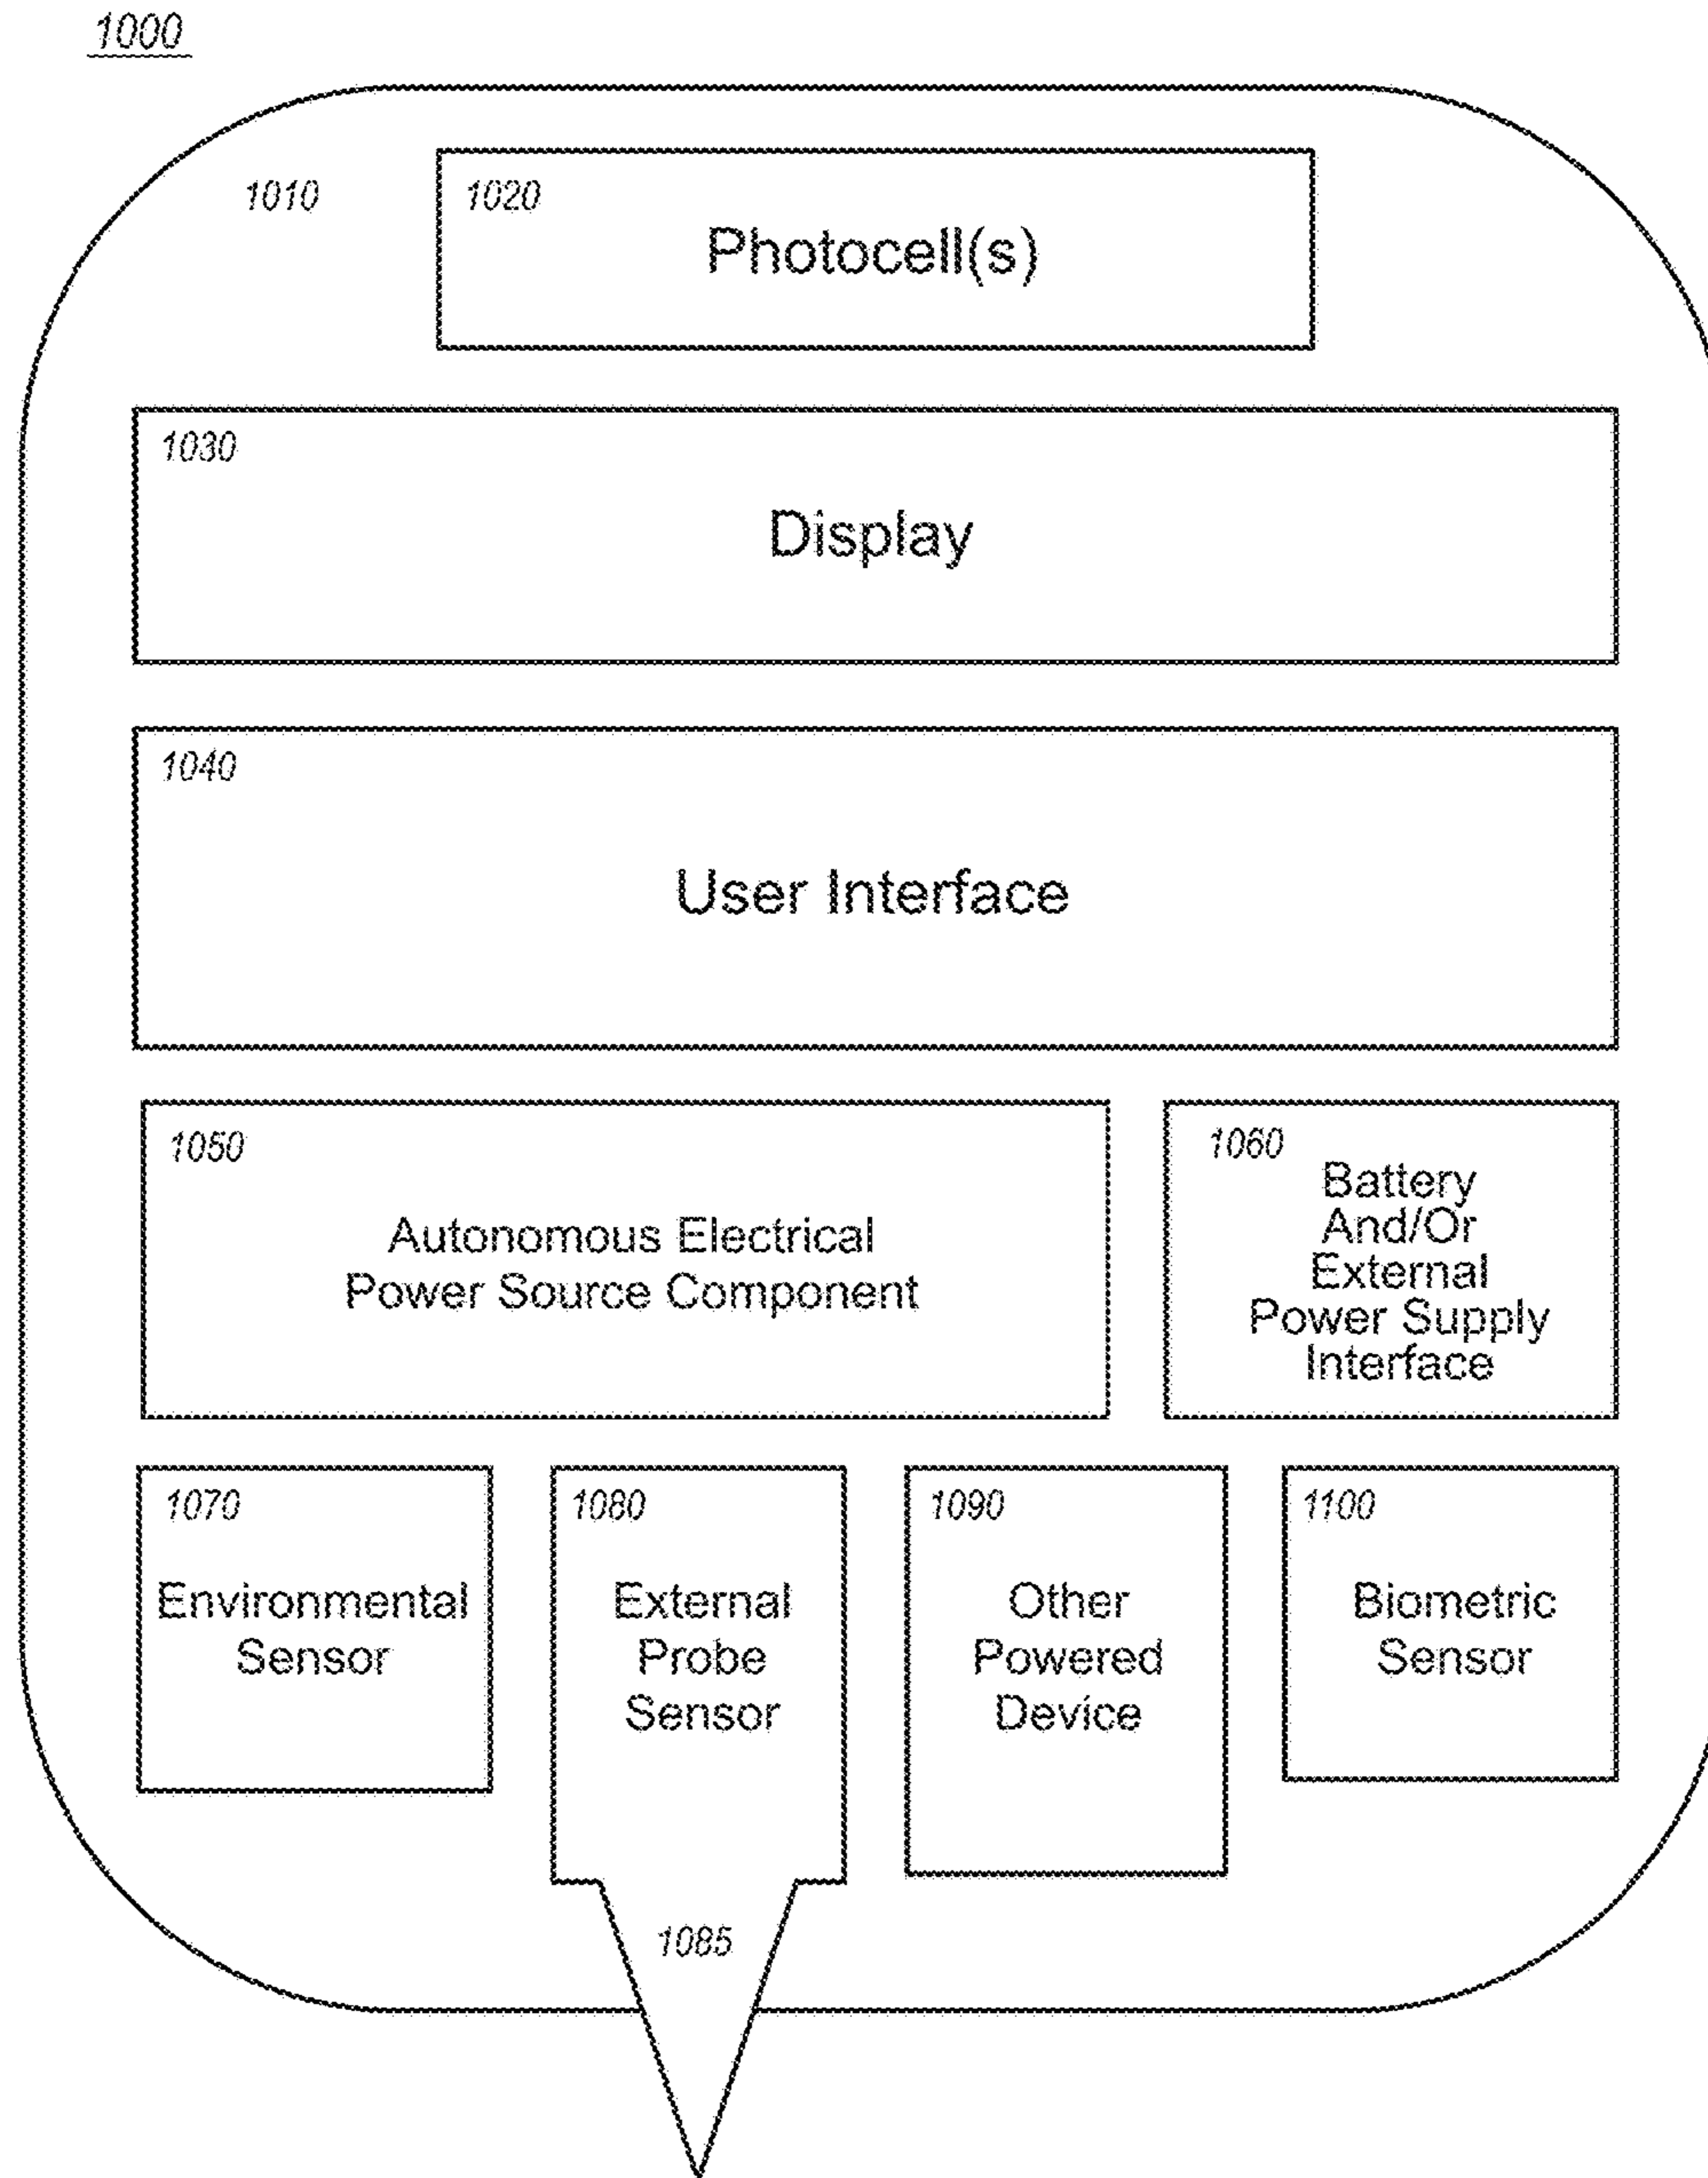 1000
1010
1020
Photocell(s)
1030
Display
1040
User Interface
1050
Autonomous Electrical
Power Source Component
1060
Battery
And/Or
External
Power Supply
Interface
1070
Environmental
Sensor
1080
External
Probe
Sensor
1085
1090
Other
Powered
Device
1100
Biometric
Sensor